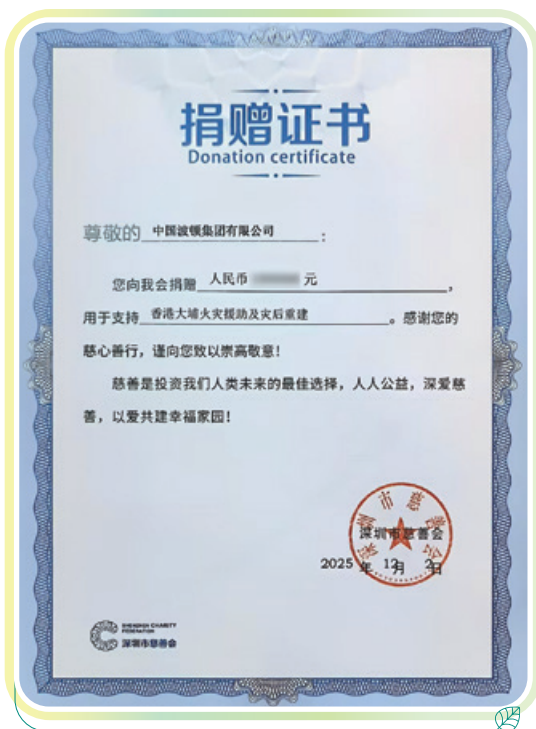 捐赠证书
Donation certificate
尊敬的 中国波顿集团有限公司 :
您向我会捐赠 人民币 元 ，
用于支持 香港大埔火灾援助及灾后重建 。感谢您的
慈心善行，谨向您致以崇高敬意！
慈善是投资我们人类未来的最佳选择，人人公益，深爱慈
善，以爱共建幸福家园！
深圳市慈善会
深圳市慈善会
2025 年 12 月 2 日
SHENZHEN CHARITY
FEDERATION
深圳市慈善会